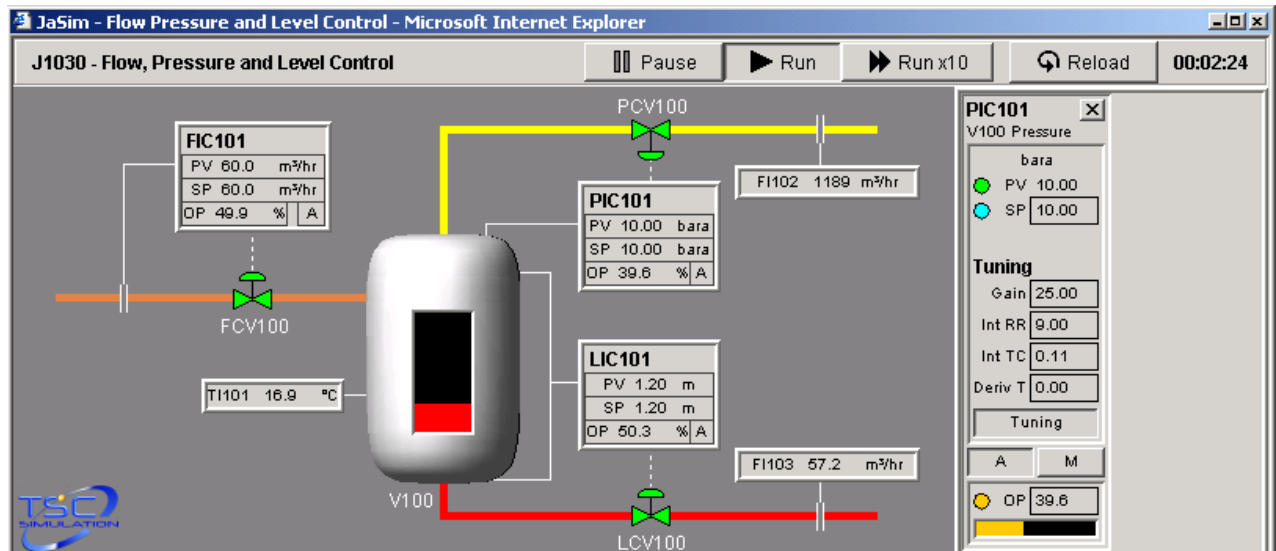 JaSim - Flow Pressure and Level Control - Microsoft Internet Explorer
J1030 - Flow, Pressure and Level Control
Pause
Run
Run x10
Reload
00:02:24
PCV100
FIC101
PV 60.0 m³/hr
SP 60.0 m³/hr
OP 49.9 % A
FI102 1189 m³/hr
PIC101
PV 10.00 bara
SP 10.00 bara
OP 39.6 % A
FCV100
TI101 16.9 °C
LIC101
PV 1.20 m
SP 1.20 m
OP 50.3 % A
FI103 57.2 m³/hr
V100
LCV100
TSC
SIMULATION
PIC101
V100 Pressure
bara
PV 10.00
SP 10.00
Tuning
Gain 25.00
Int RR 9.00
Int TC 0.11
Deriv T 0.00
Tuning
A M
OP 39.6